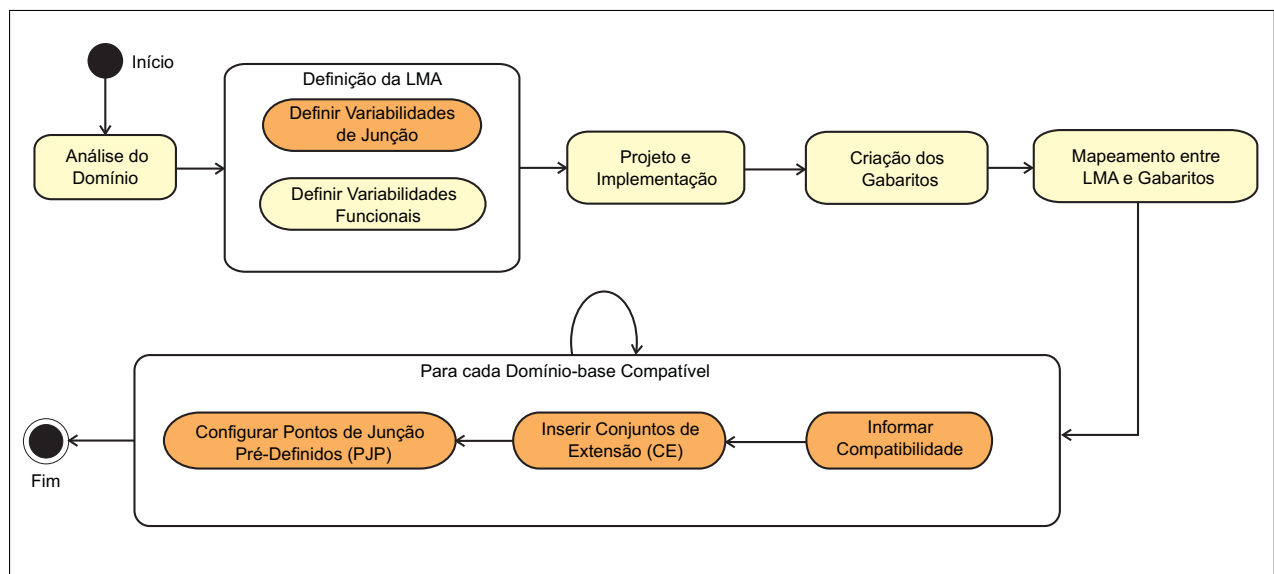 Início
Definição da LMA
Definir Variabilidades
de Junção
Definir Variabilidades
Funcionais
Análise do
Domínio
Projeto e
Implementação
Criação dos
Gabaritos
Mapeamento entre
LMA e Gabaritos
Para cada Domínio-base Compatível
Configurar Pontos de Junção
Pré-Definidos (PJP)
Inserir Conjuntos de
Extensão (CE)
Informar
Compatibilidade
Fim